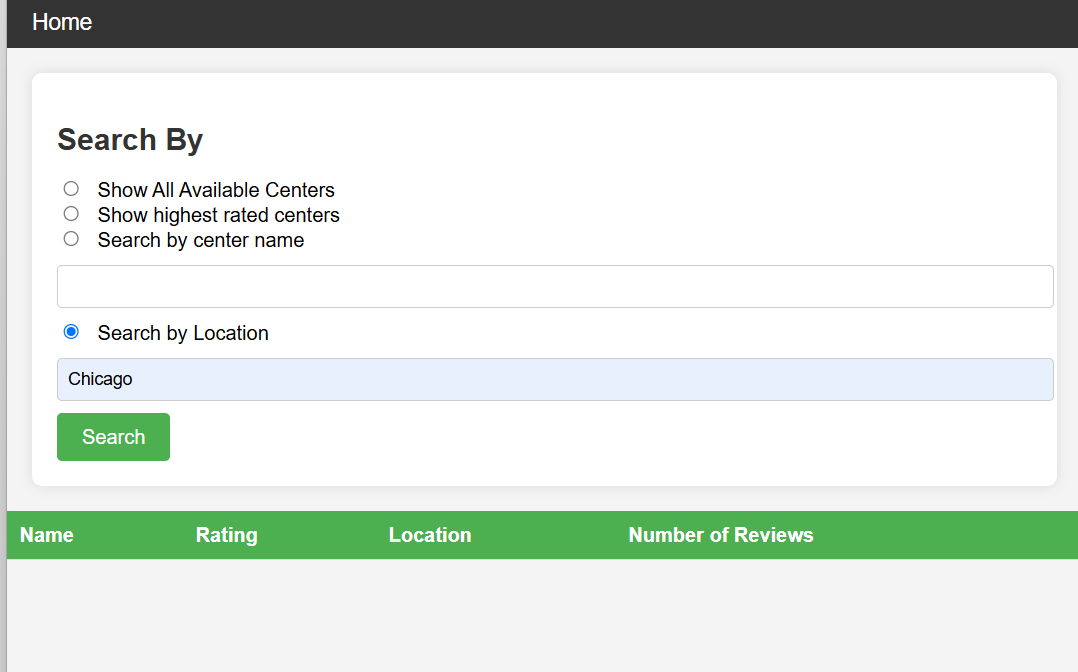 Home
Search By
Show All Available Centers
Show highest rated centers
Search by center name
Search by Location
Chicago
Search
Name Rating Location Number of Reviews